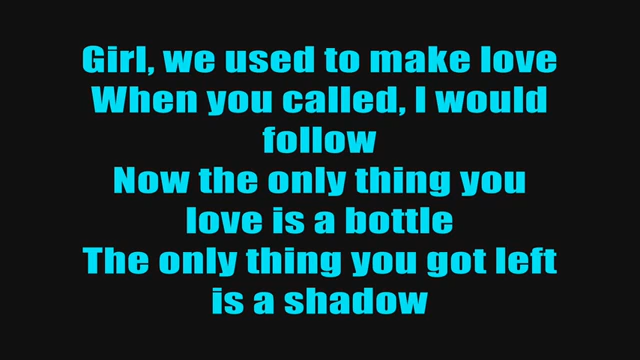 Girl, we used to make love
When you called, I would
follow
Now the only thing you
love is a bottle
The only thing you got left
is a shadow